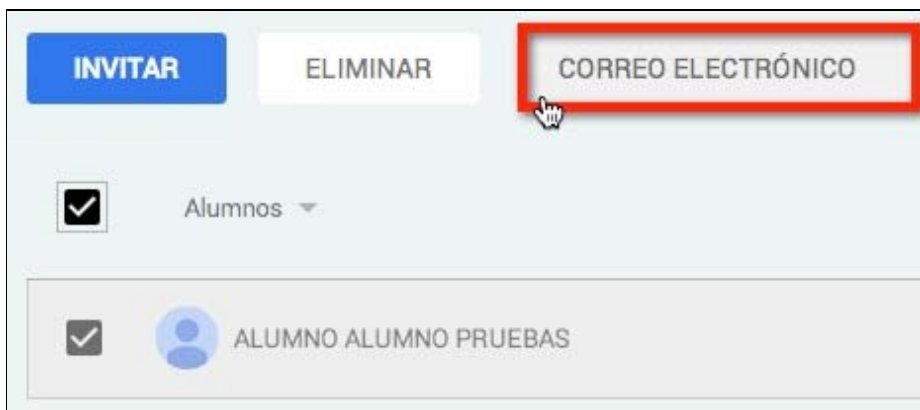 INVITAR ELIMINAR CORREO ELECTRÓNICO
Alumnos
ALUMNO ALUMNO PRUEBAS